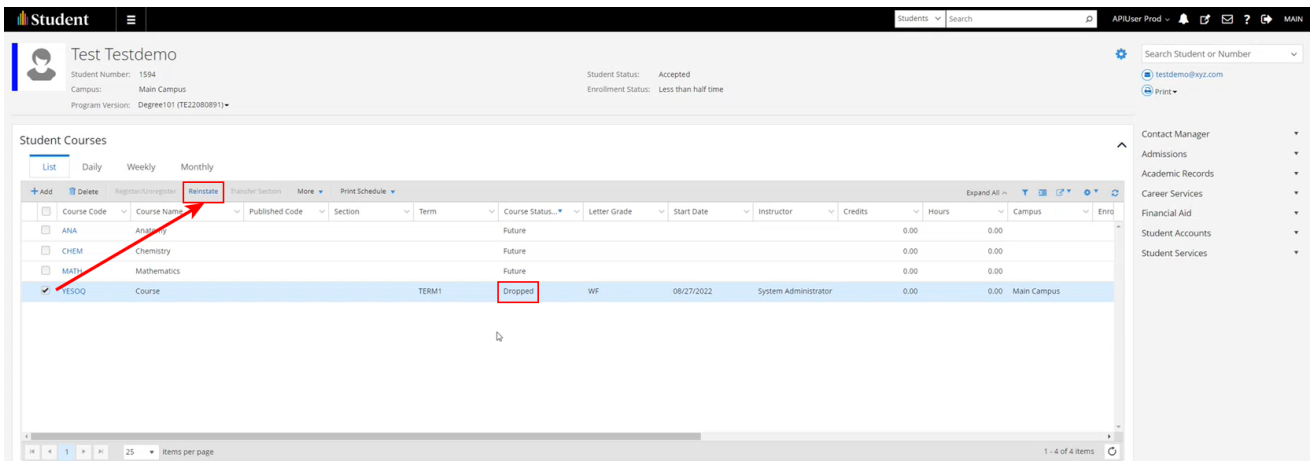 Student Students Search APIUser Prod ? MAIN
Test Testdemo
Student Number: 1594
Campus: Main Campus
Program Version: Degree101 (TE22080891)
Student Status: Accepted
Enrollment Status: Less than half time
Search Student or Number
testdemo@xyz.com
Print
Contact Manager
Admissions
Academic Records
Career Services
Financial Aid
Student Accounts
Student Services
Student Courses
List Daily Weekly Monthly
+ Add Delete Register/Unregister Reinstate Transfer Section More Print Schedule Expand All
Course Code Course Name Published Code Section Term Course Status... Letter Grade Start Date Instructor Credits Hours Campus Enro
ANA Anatomy Future 0.00 0.00
CHEM Chemistry Future 0.00 0.00
MATH Mathematics Future 0.00 0.00
YESOQ Course TERM1 Dropped WF 08/27/2022 System Administrator 0.00 0.00 Main Campus
1 25 items per page 1 - 4 of 4 items